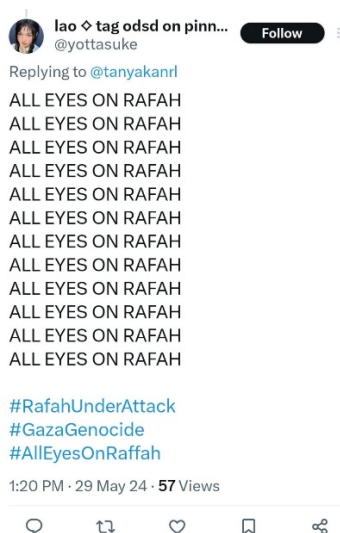 lao ✧ tag odsd on pinn...
@yottasuke
Follow
Replying to @tanyakanrl
ALL EYES ON RAFAH
ALL EYES ON RAFAH
ALL EYES ON RAFAH
ALL EYES ON RAFAH
ALL EYES ON RAFAH
ALL EYES ON RAFAH
ALL EYES ON RAFAH
ALL EYES ON RAFAH
ALL EYES ON RAFAH
ALL EYES ON RAFAH
ALL EYES ON RAFAH
ALL EYES ON RAFAH
#RafahUnderAttack
#GazaGenocide
#AllEyesOnRaffah
1:20 PM · 29 May 24 · 57 Views